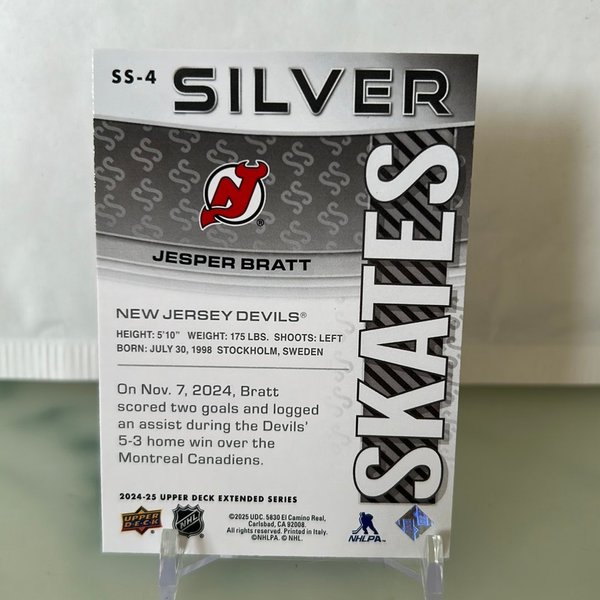 SS-4 SILVER
SKATES
JESPER BRATT
NEW JERSEY DEVILS®
HEIGHT: 5'10" WEIGHT: 175 LBS. SHOOTS: LEFT
BORN: JULY 30, 1998 STOCKHOLM, SWEDEN
On Nov. 7, 2024, Bratt
scored two goals and logged
an assist during the Devils'
5-3 home win over the
Montreal Canadiens.
2024-25 UPPER DECK EXTENDED SERIES
UPPER DECK
NHL
©2025 UDC. 5830 El Camino Real,
Carlsbad, CA 92008.
All rights reserved. Printed in Italy.
©NHLPA. © NHL.
NHLPA